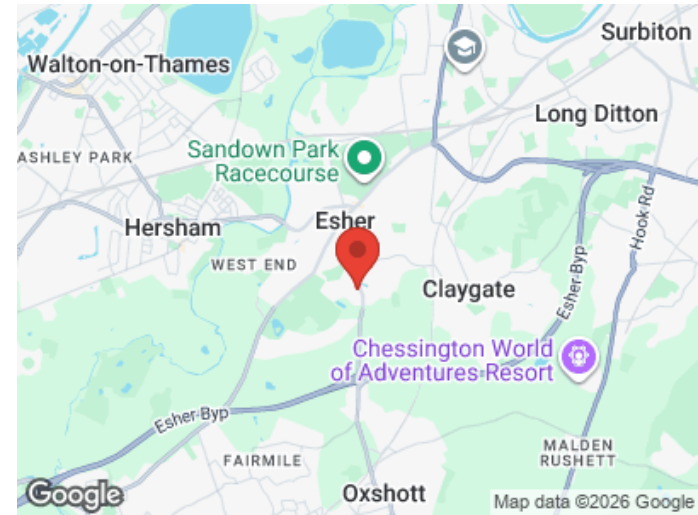 Surbiton
Walton-on-Thames
Long Ditton
ASHLEY PARK
Sandown Park
Racecourse
Hook Rd
Hersham
Esher
WEST END
Esher Byp
Claygate
Chessington World
of Adventures Resort
Esher Byp
MALDEN
RUSHETT
FAIRMILE
Oxshott
Google
Map data ©2026 Google